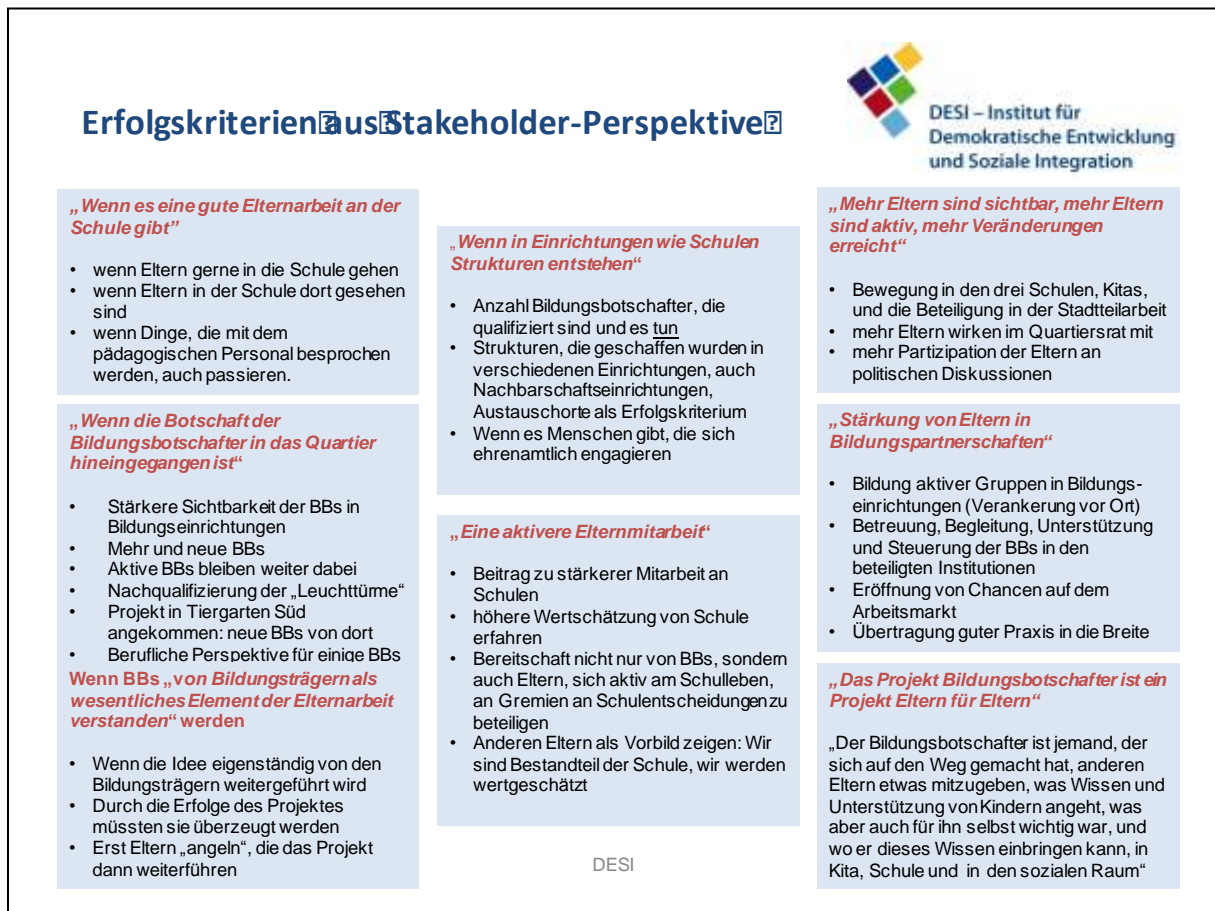 Erfolgskriterien⍰aus⍰Stakeholder-Perspektive⍰
DESI – Institut für
Demokratische Entwicklung
und Soziale Integration
„Wenn es eine gute Elternarbeit an der
Schule gibt”
• wenn Eltern gerne in die Schule gehen
• wenn Eltern in der Schule dort gesehen
sind
• wenn Dinge, die mit dem
pädagogischen Personal besprochen
werden, auch passieren.
„Wenn die Botschaft der
Bildungsbotschafter in das Quartier
hineingegangen ist“
• Stärkere Sichtbarkeit der BBs in
Bildungseinrichtungen
• Mehr und neue BBs
• Aktive BBs bleiben weiter dabei
• Nachqualifizierung der „Leuchttürme“
• Projekt in Tiergarten Süd
angekommen: neue BBs von dort
• Berufliche Perspektive für einige BBs
Wenn BBs „von Bildungsträgern als
wesentliches Element der Elternarbeit
verstanden“ werden
• Wenn die Idee eigenständig von den
Bildungsträgern weitergeführt wird
• Durch die Erfolge des Projektes
müssten sie überzeugt werden
• Erst Eltern „angeln“, die das Projekt
dann weiterführen
„Wenn in Einrichtungen wie Schulen
Strukturen entstehen“
• Anzahl Bildungsbotschafter, die
qualifiziert sind und es tun
• Strukturen, die geschaffen wurden in
verschiedenen Einrichtungen, auch
Nachbarschaftseinrichtungen,
Austauschorte als Erfolgskriterium
• Wenn es Menschen gibt, die sich
ehrenamtlich engagieren
„Eine aktivere Elternmitarbeit“
• Beitrag zu stärkerer Mitarbeit an
Schulen
• höhere Wertschätzung von Schule
erfahren
• Bereitschaft nicht nur von BBs, sondern
auch Eltern, sich aktiv am Schulleben,
an Gremien an Schulentscheidungen zu
beteiligen
• Anderen Eltern als Vorbild zeigen: Wir
sind Bestandteil der Schule, wir werden
wertgeschätzt
„Mehr Eltern sind sichtbar, mehr Eltern
sind aktiv, mehr Veränderungen
erreicht“
• Bewegung in den drei Schulen, Kitas,
und die Beteiligung in der Stadtteilarbeit
• mehr Eltern wirken im Quartiersrat mit
• mehr Partizipation der Eltern an
politischen Diskussionen
„Stärkung von Eltern in
Bildungspartnerschaften“
• Bildung aktiver Gruppen in Bildungs-
einrichtungen (Verankerung vor Ort)
• Betreuung, Begleitung, Unterstützung
und Steuerung der BBs in den
beteiligten Institutionen
• Eröffnung von Chancen auf dem
Arbeitsmarkt
• Übertragung guter Praxis in die Breite
„Das Projekt Bildungsbotschafter ist ein
Projekt Eltern für Eltern“
„Der Bildungsbotschafter ist jemand, der
sich auf den Weg gemacht hat, anderen
Eltern etwas mitzugeben, was Wissen und
Unterstützung von Kindern angeht, was
aber auch für ihn selbst wichtig war, und
wo er dieses Wissen einbringen kann, in
Kita, Schule und in den sozialen Raum“
DESI